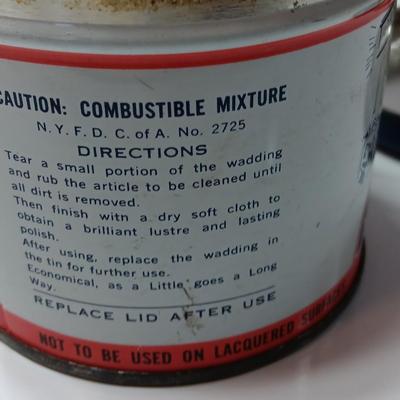 CAUTION: COMBUSTIBLE MIXTURE
N.Y.F.D. C. of A. No. 2725
DIRECTIONS
Tear a small portion of the wadding
and rub the article to be cleaned until
all dirt is removed.
Then finish with a dry soft cloth to
obtain a brilliant lustre and lasting
polish.
After using, replace the wadding in
the tin for further use.
Economical, as a Little goes a Long
Way.
REPLACE LID AFTER USE
NOT TO BE USED ON LACQUERED SURFACES